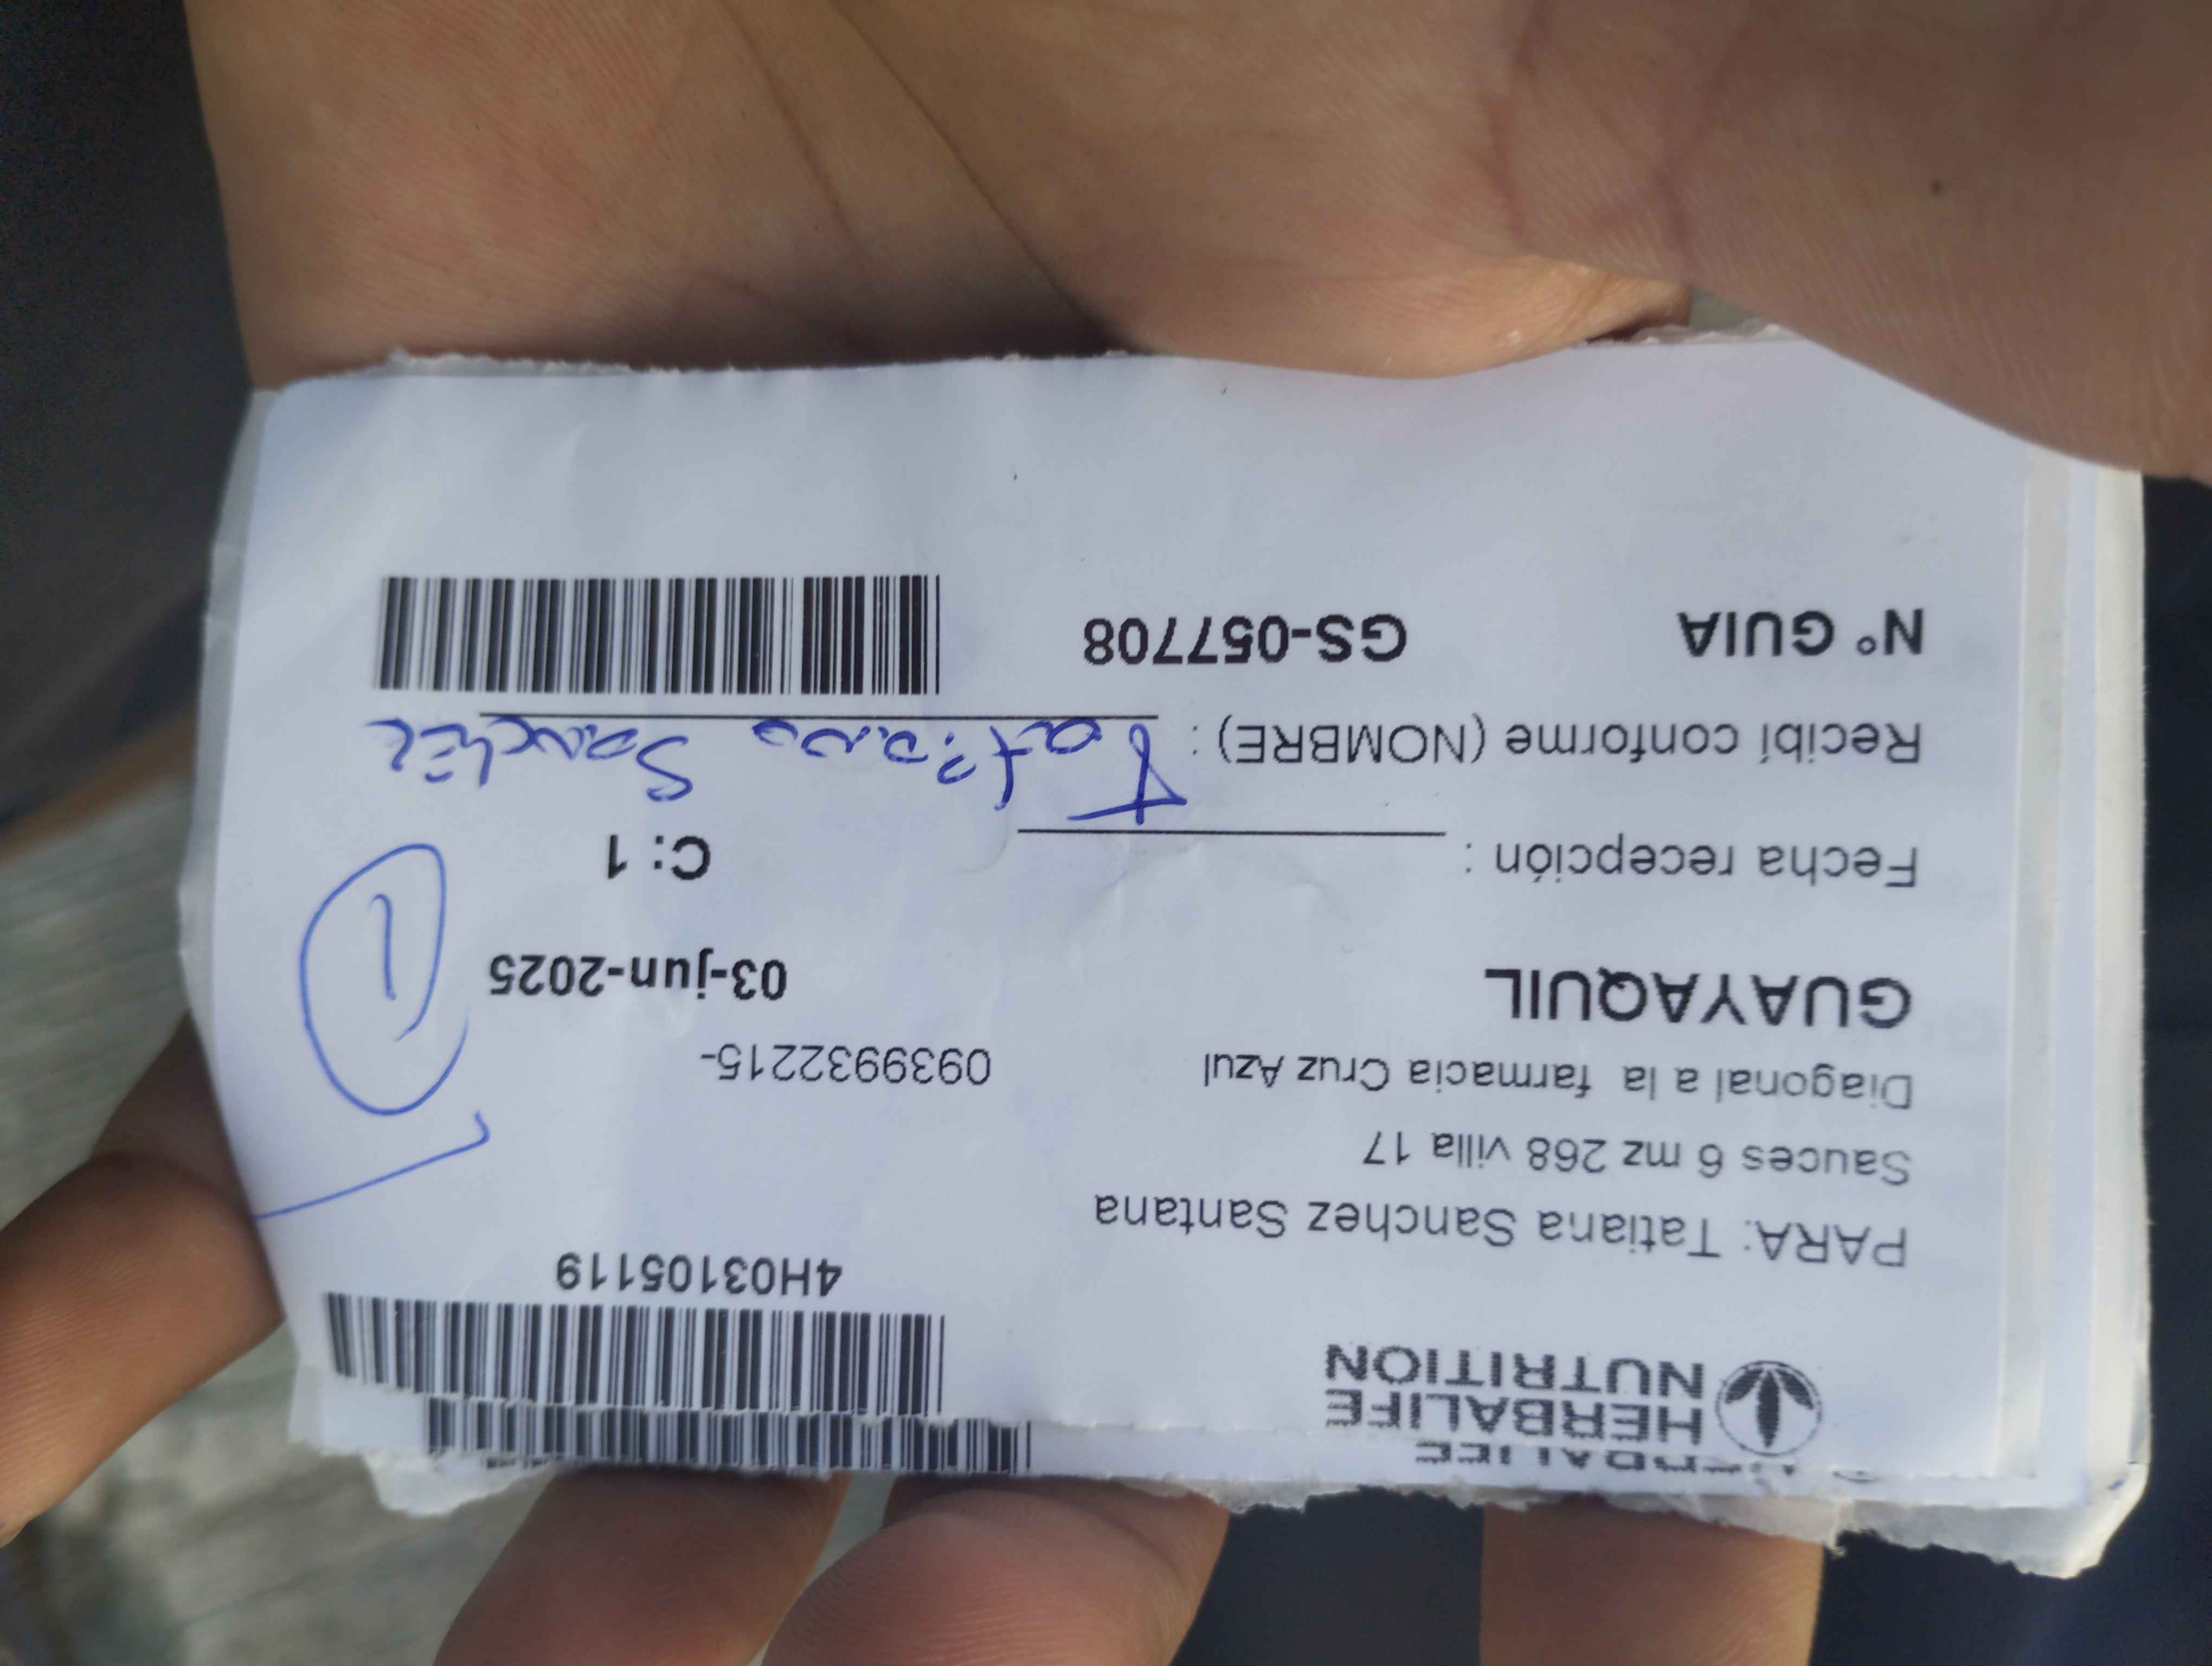 HERBALIFE
NUTRITION
4H03105119
PARA: Tatiana Sanchez Santana
Sauces 6 mz 268 villa 17
Diagonal a la farmacia Cruz Azul
0939932215-
GUAYAQUIL
03-jun-2025
1
Fecha recepción :
C: 1
Recibí conforme (NOMBRE) : Tatiana Sanchez
N° GUIA GS-057708